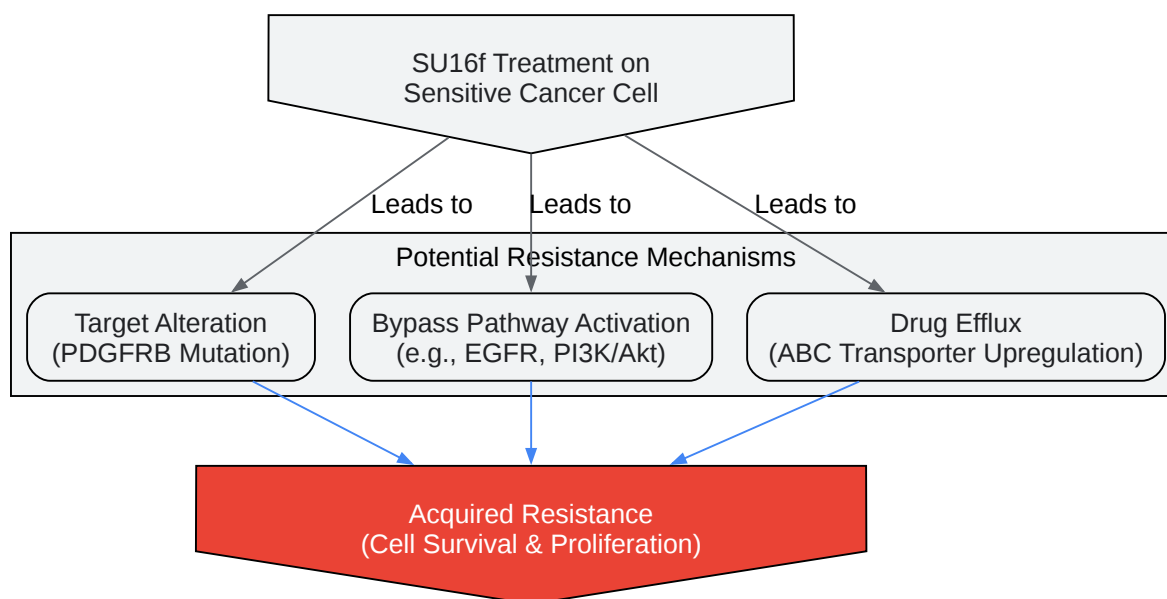 SU16f Treatment on
Sensitive Cancer Cell
Leads to
Leads to
Leads to
Potential Resistance Mechanisms
Target Alteration
(PDGFRB Mutation)
Bypass Pathway Activation
(e.g., EGFR, PI3K/Akt)
Drug Efflux
(ABC Transporter Upregulation)
Acquired Resistance
(Cell Survival & Proliferation)